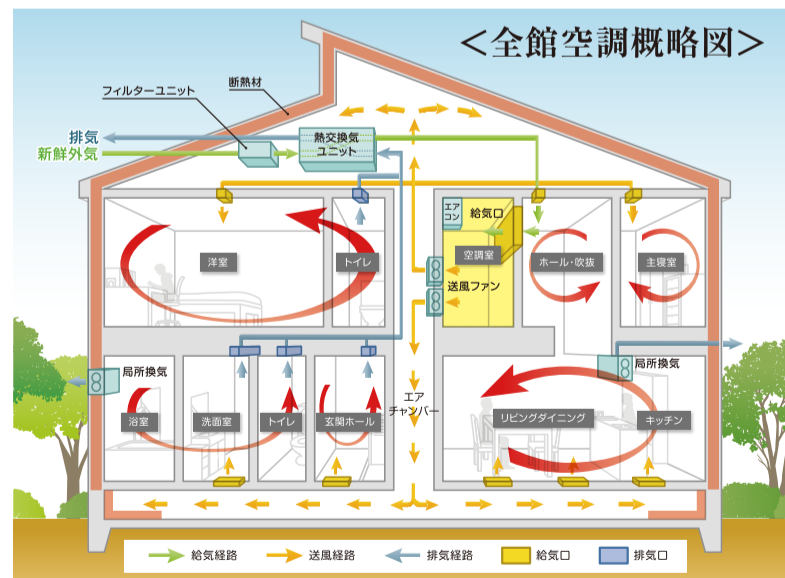 ＜全館空調概略図＞
断熱材
フィルターユニット
排気
新鮮外気
熱交換気
ユニット
エア
コン
給気口
洋室
トイレ
空調室
ホール・吹抜
主寝室
送風ファン
局所換気
局所換気
エア
チャンバー
浴室
洗面室
トイレ
玄関ホール
リビングダイニング
キッチン
給気経路
送風経路
排気経路
給気口
排気口